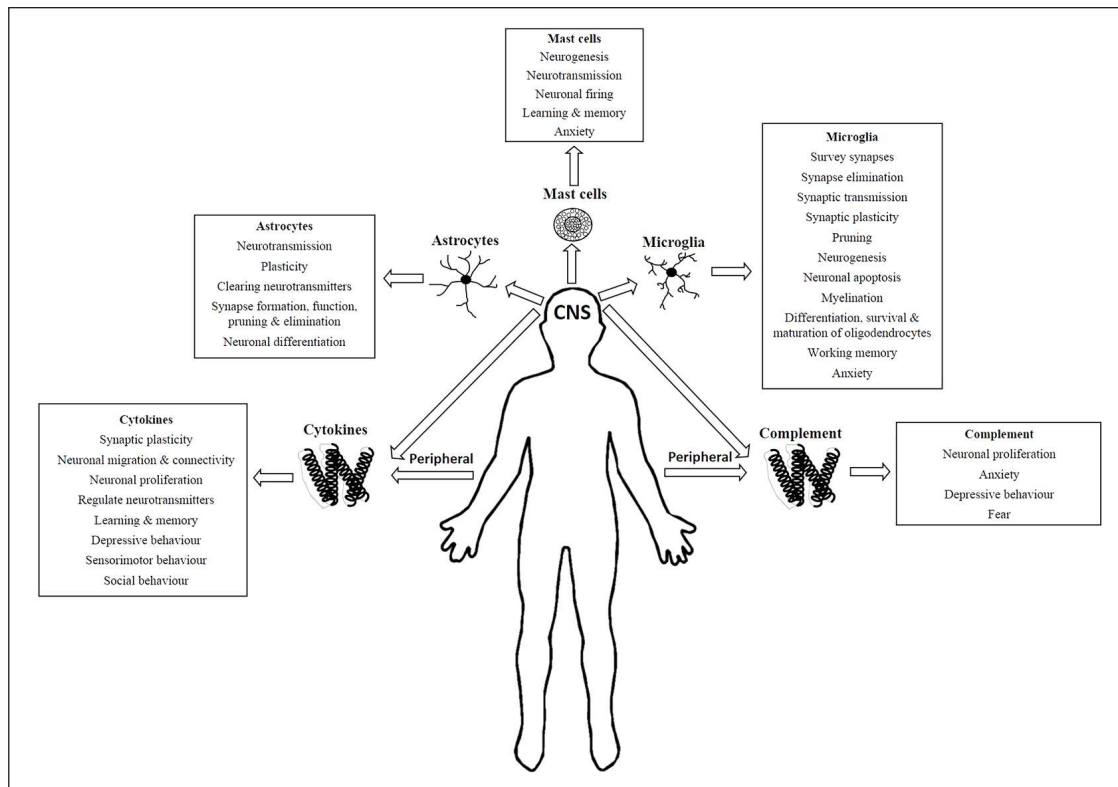 Mast cells
Neurogenesis
Neurotransmission
Neuronal firing
Learning & memory
Anxiety
Mast cells
Microglia
Survey synapses
Synapse elimination
Synaptic transmission
Synaptic plasticity
Pruning
Neurogenesis
Neuronal apoptosis
Myelination
Differentiation, survival &
maturation of oligodendrocytes
Working memory
Anxiety
Microglia
Astrocytes
Neurotransmission
Plasticity
Clearing neurotransmitters
Synapse formation, function,
pruning & elimination
Neuronal differentiation
Astrocytes
CNS
Cytokines
Synaptic plasticity
Neuronal migration & connectivity
Neuronal proliferation
Regulate neurotransmitters
Learning & memory
Depressive behaviour
Sensorimotor behaviour
Social behaviour
Cytokines
Peripheral
Peripheral
Complement
Complement
Neuronal proliferation
Anxiety
Depressive behaviour
Fear